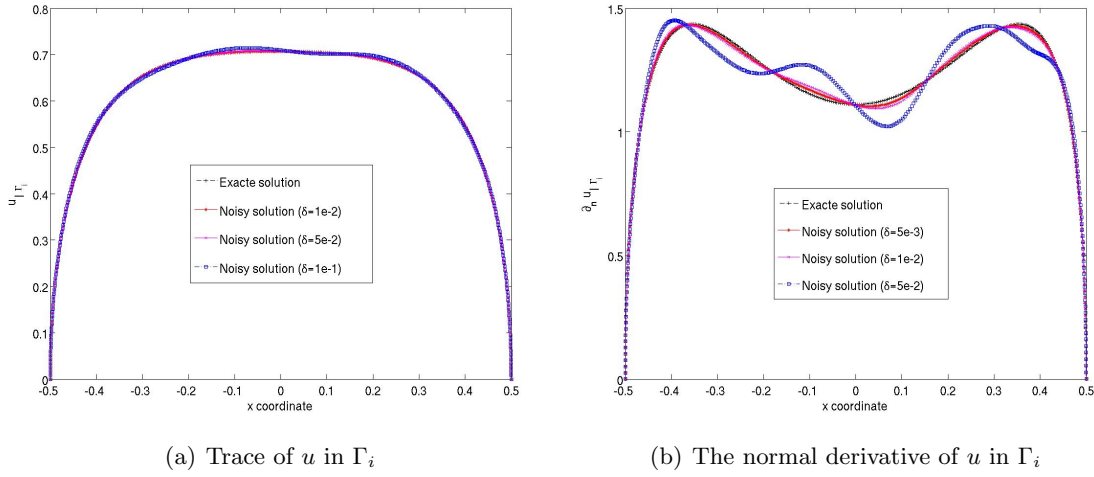 0.8
0.7
0.6
0.5
0.4
0.3
0.2
0.1
0
u|Γi
-0.5 -0.4 -0.3 -0.2 -0.1 0 0.1 0.2 0.3 0.4 0.5
x coordinate
Exacte solution
Noisy solution (δ=1e-2)
Noisy solution (δ=5e-2)
Noisy solution (δ=1e-1)
(a) Trace of u in Γi
1.5
1
0.5
0
∂n u|Γi
-0.5 -0.4 -0.3 -0.2 -0.1 0 0.1 0.2 0.3 0.4 0.5
x coordinate
Exacte solution
Noisy solution (δ=5e-3)
Noisy solution (δ=1e-2)
Noisy solution (δ=5e-2)
(b) The normal derivative of u in Γi